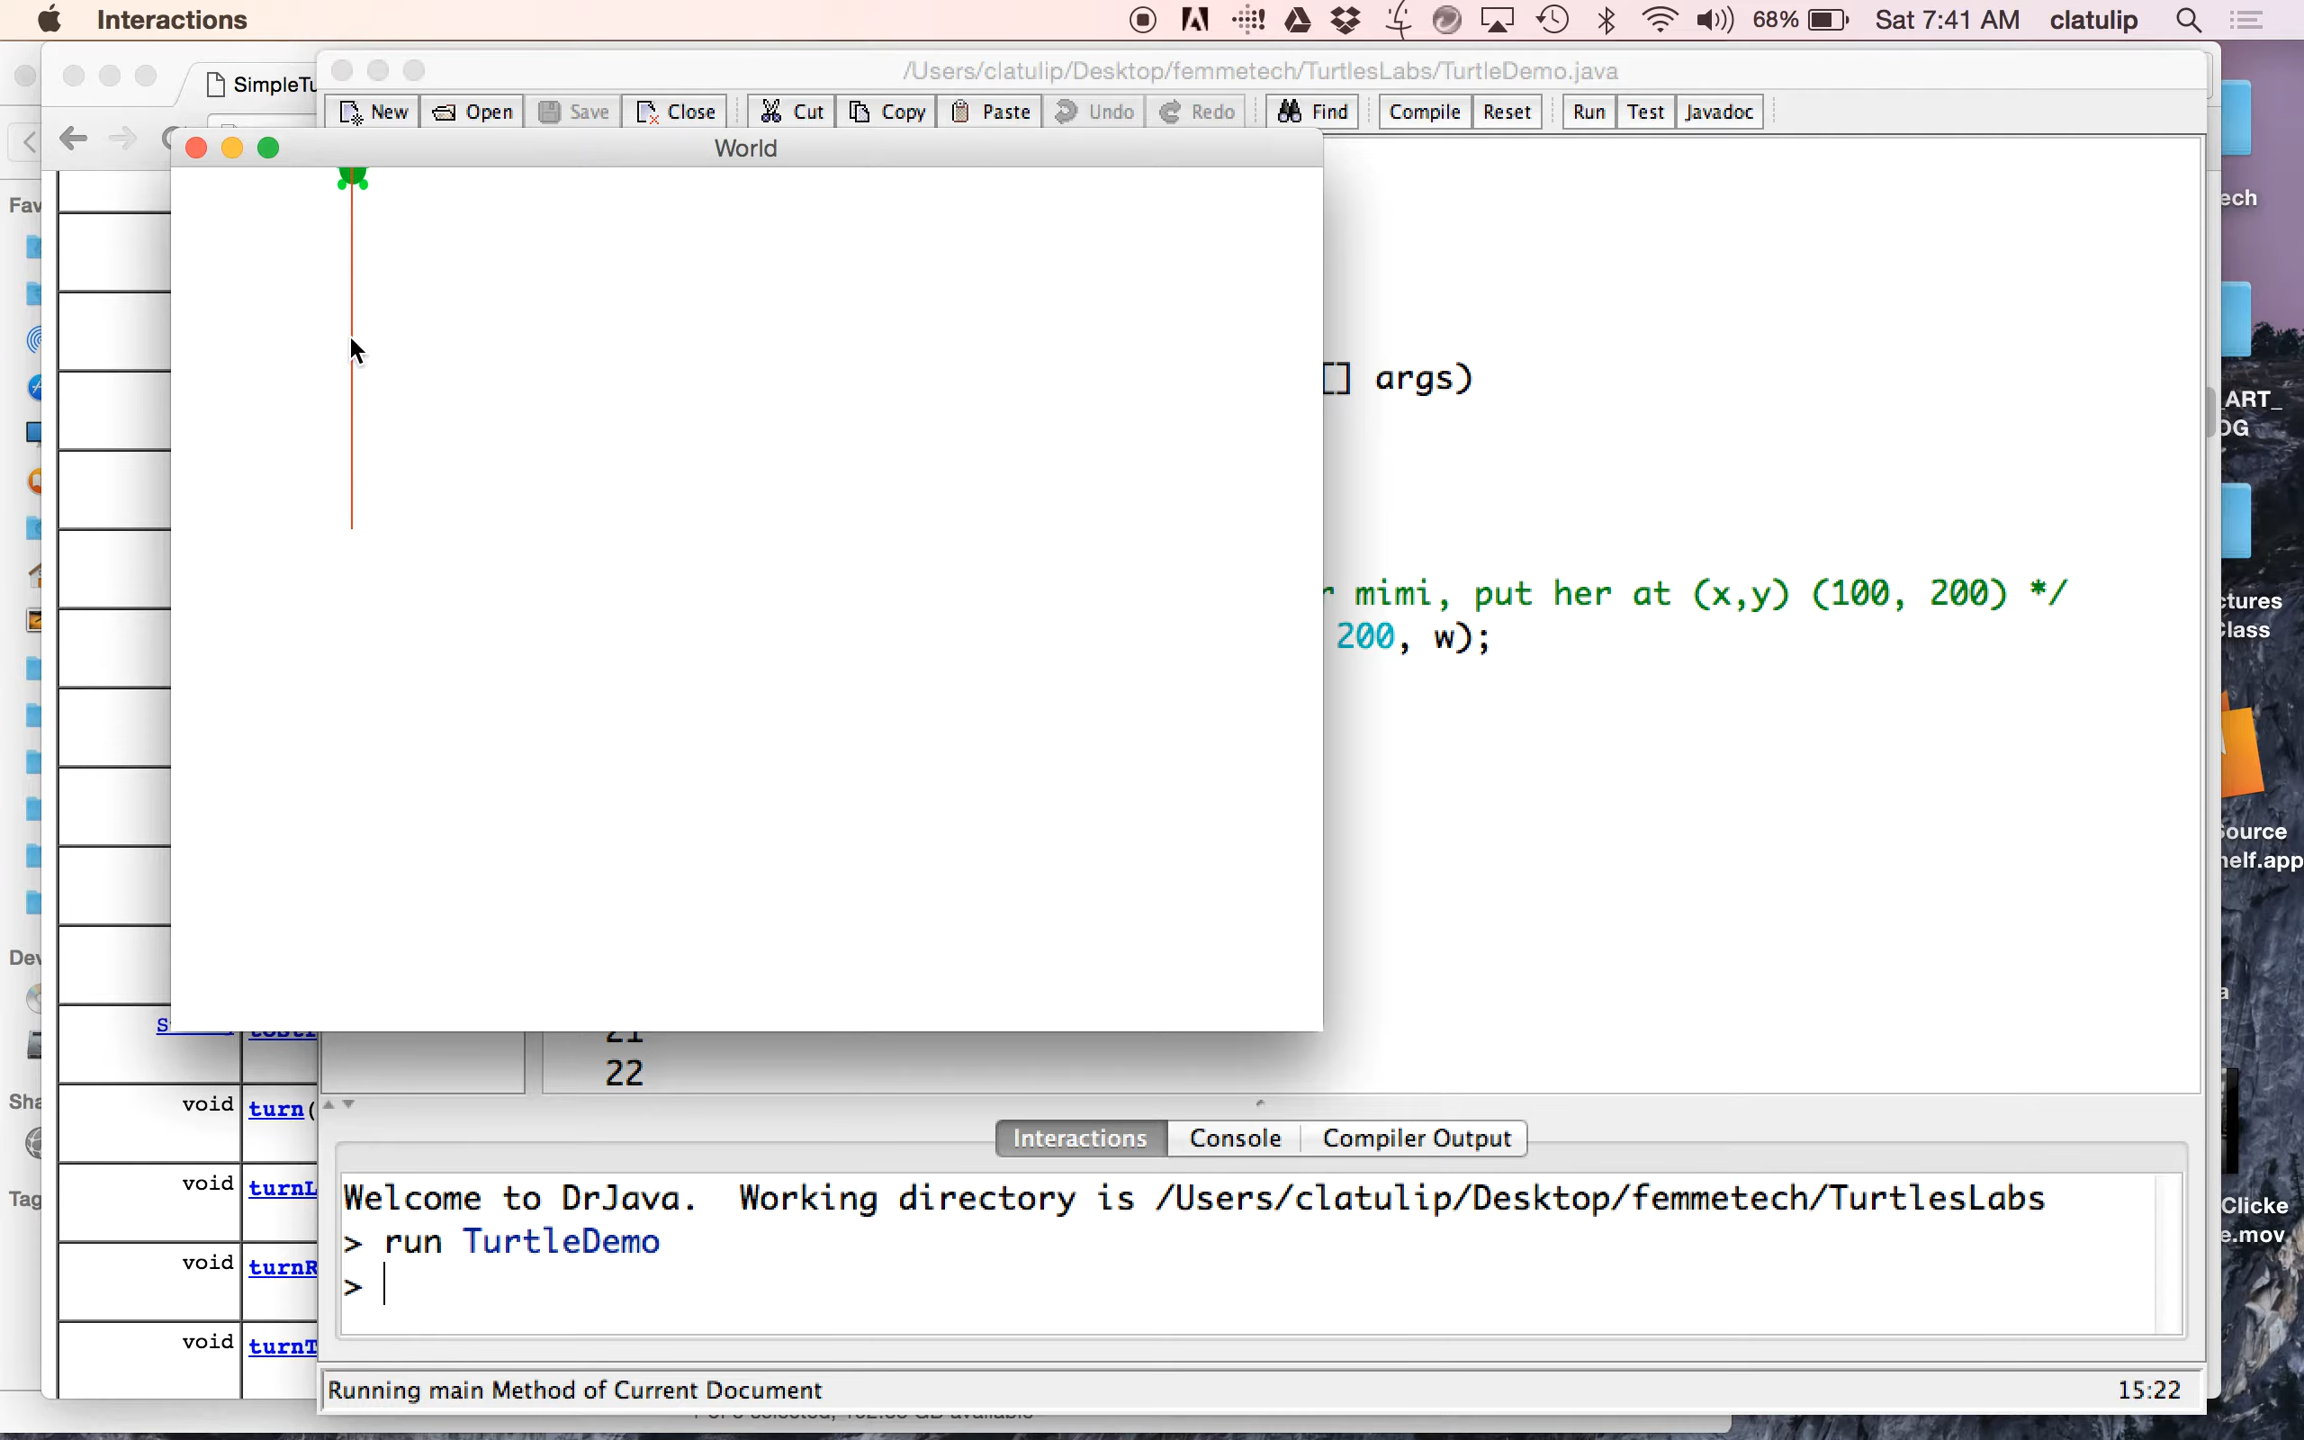 Interactions
68%
Sat 7:41 AM
clatulip
SimpleTu
/Users/clatulip/Desktop/femmetech/TurtlesLabs/TurtleDemo.java
New
Open
Save
Close
Cut
Copy
Paste
Undo
Redo
Find
Compile
Reset
Run
Test
Javadoc
World
Fav
ech
[] args)
_ART_
OG
r mimi, put her at (x,y) (100, 200) */
200, w);
ctures
Class
Source
helf.app
Dev
a
21
22
Sha
void turn(
Interactions
Console
Compiler Output
void turnL
Tag
Welcome to DrJava.  Working directory is /Users/clatulip/Desktop/femmetech/TurtlesLabs
> run TurtleDemo
>
Clicke
e.mov
void turnR
void turnT
Running main Method of Current Document
15:22